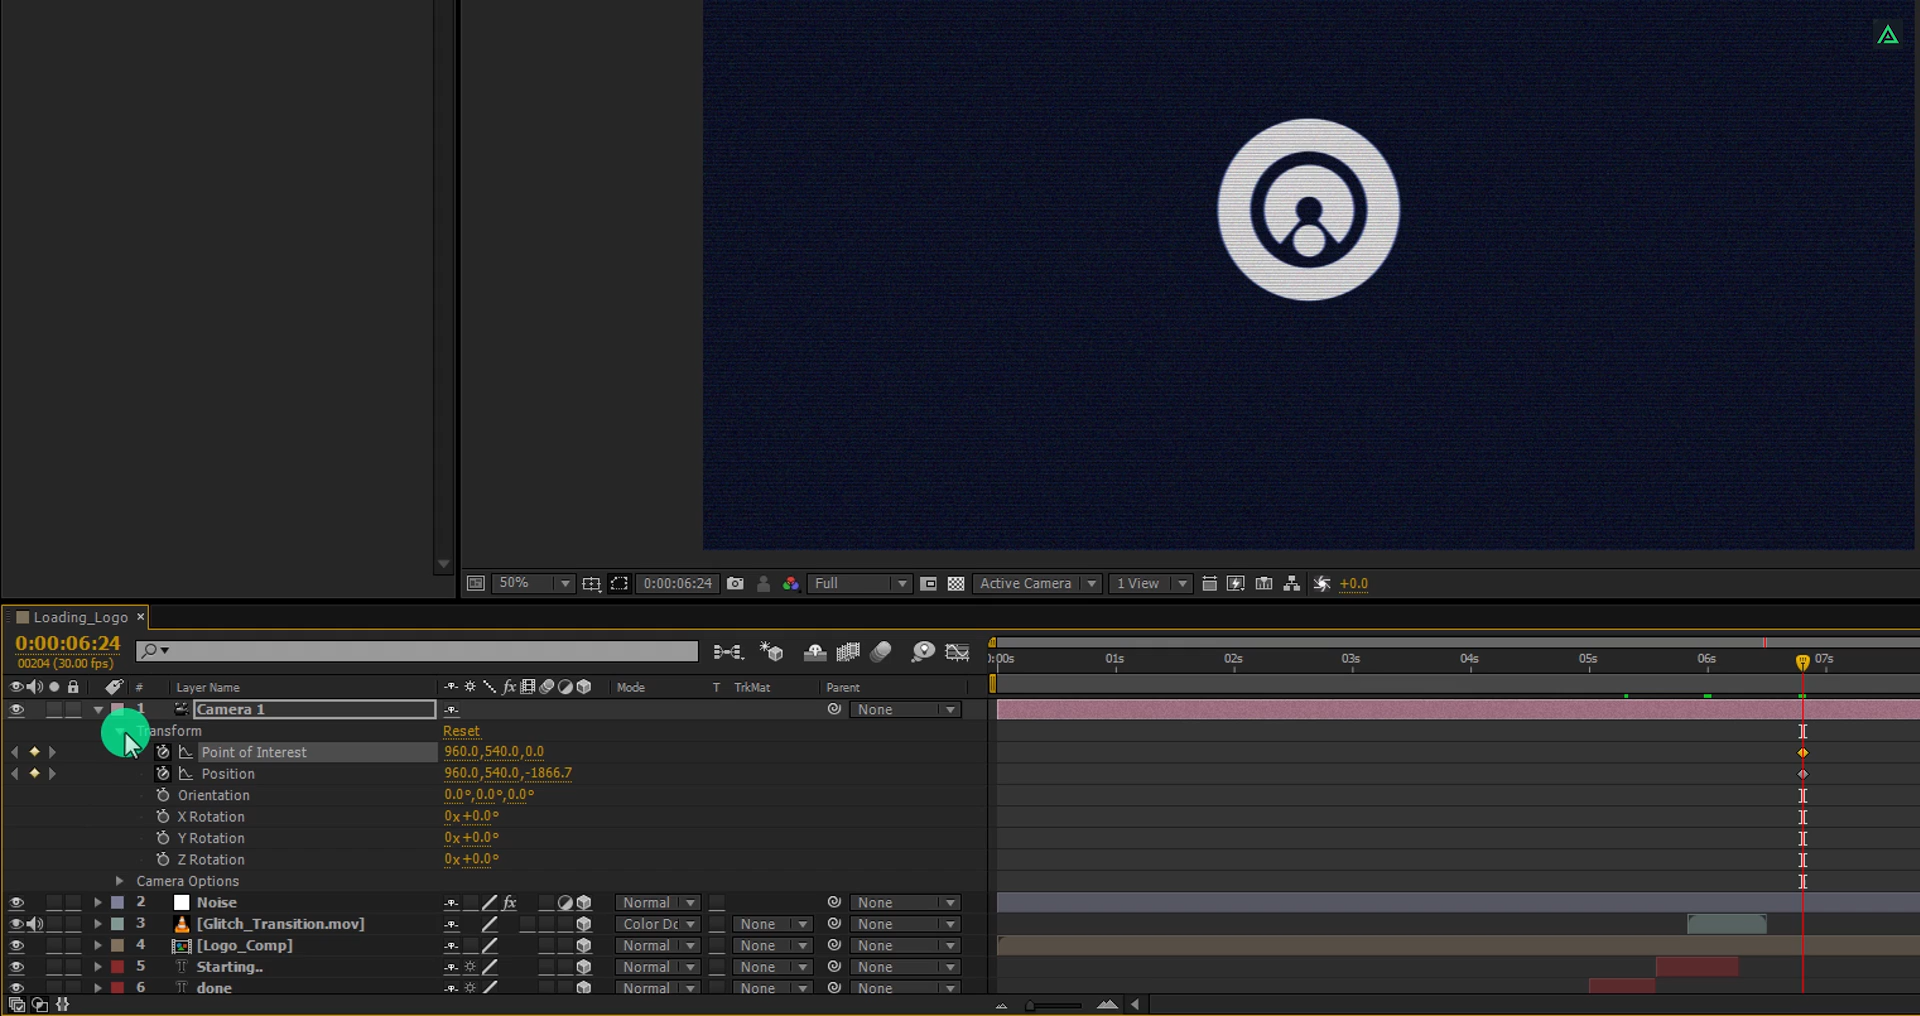 50% 0:00:06:24 Full Active Camera 1 View +0.0
Loading_Logo ×
0:00:06:24
00204 (30.00 fps)
:00s 01s 02s 03s 04s 05s 06s 07s
# Layer Name fx Mode T TrkMat Parent
1 Camera 1 None
Transform Reset
Point of Interest 960.0,540.0,0.0
Position 960.0,540.0,-1866.7
Orientation 0.0°,0.0°,0.0°
X Rotation 0x+0.0°
Y Rotation 0x+0.0°
Z Rotation 0x+0.0°
Camera Options
2 Noise fx Normal None
3 [Glitch_Transition.mov] Color Dc None None
4 [Logo_Comp] Normal None None
5 T Starting.. Normal None None
6 T done Normal None None